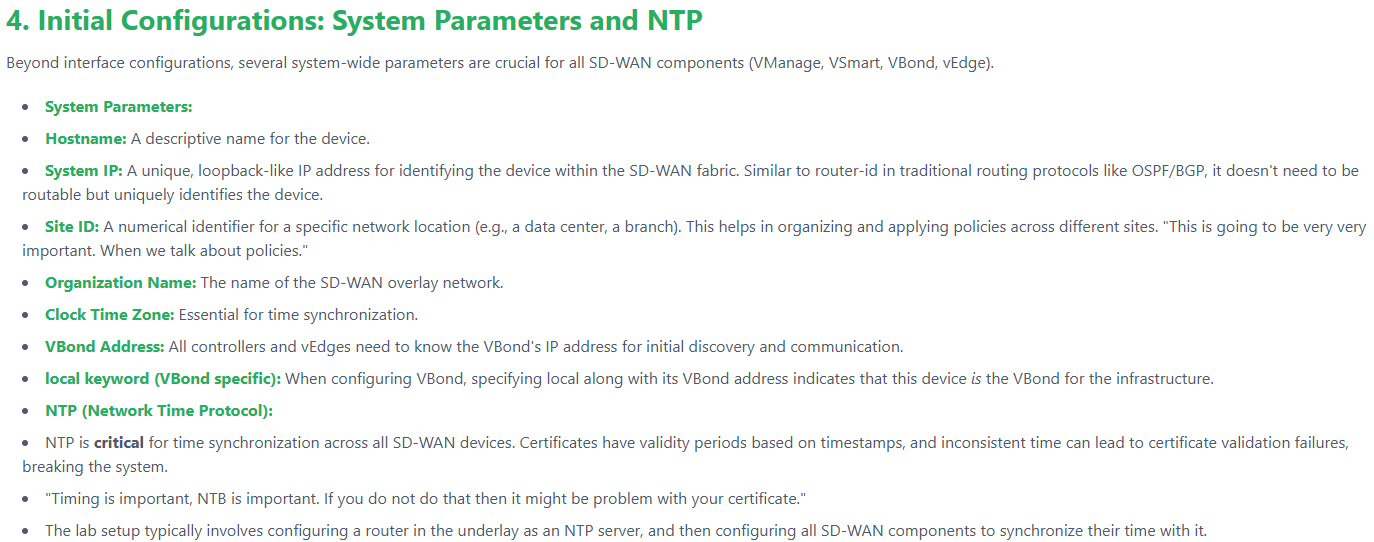 4. Initial Configurations: System Parameters and NTP
Beyond interface configurations, several system-wide parameters are crucial for all SD-WAN components (VManage, VSmart, VBond, vEdge).
• System Parameters:
• Hostname: A descriptive name for the device.
• System IP: A unique, loopback-like IP address for identifying the device within the SD-WAN fabric. Similar to router-id in traditional routing protocols like OSPF/BGP, it doesn't need to be
routable but uniquely identifies the device.
• Site ID: A numerical identifier for a specific network location (e.g., a data center, a branch). This helps in organizing and applying policies across different sites. "This is going to be very very
important. When we talk about policies."
• Organization Name: The name of the SD-WAN overlay network.
• Clock Time Zone: Essential for time synchronization.
• VBond Address: All controllers and vEdges need to know the VBond's IP address for initial discovery and communication.
• local keyword (VBond specific): When configuring VBond, specifying local along with its VBond address indicates that this device is the VBond for the infrastructure.
• NTP (Network Time Protocol):
• NTP is critical for time synchronization across all SD-WAN devices. Certificates have validity periods based on timestamps, and inconsistent time can lead to certificate validation failures,
breaking the system.
• "Timing is important, NTB is important. If you do not do that then it might be problem with your certificate."
• The lab setup typically involves configuring a router in the underlay as an NTP server, and then configuring all SD-WAN components to synchronize their time with it.